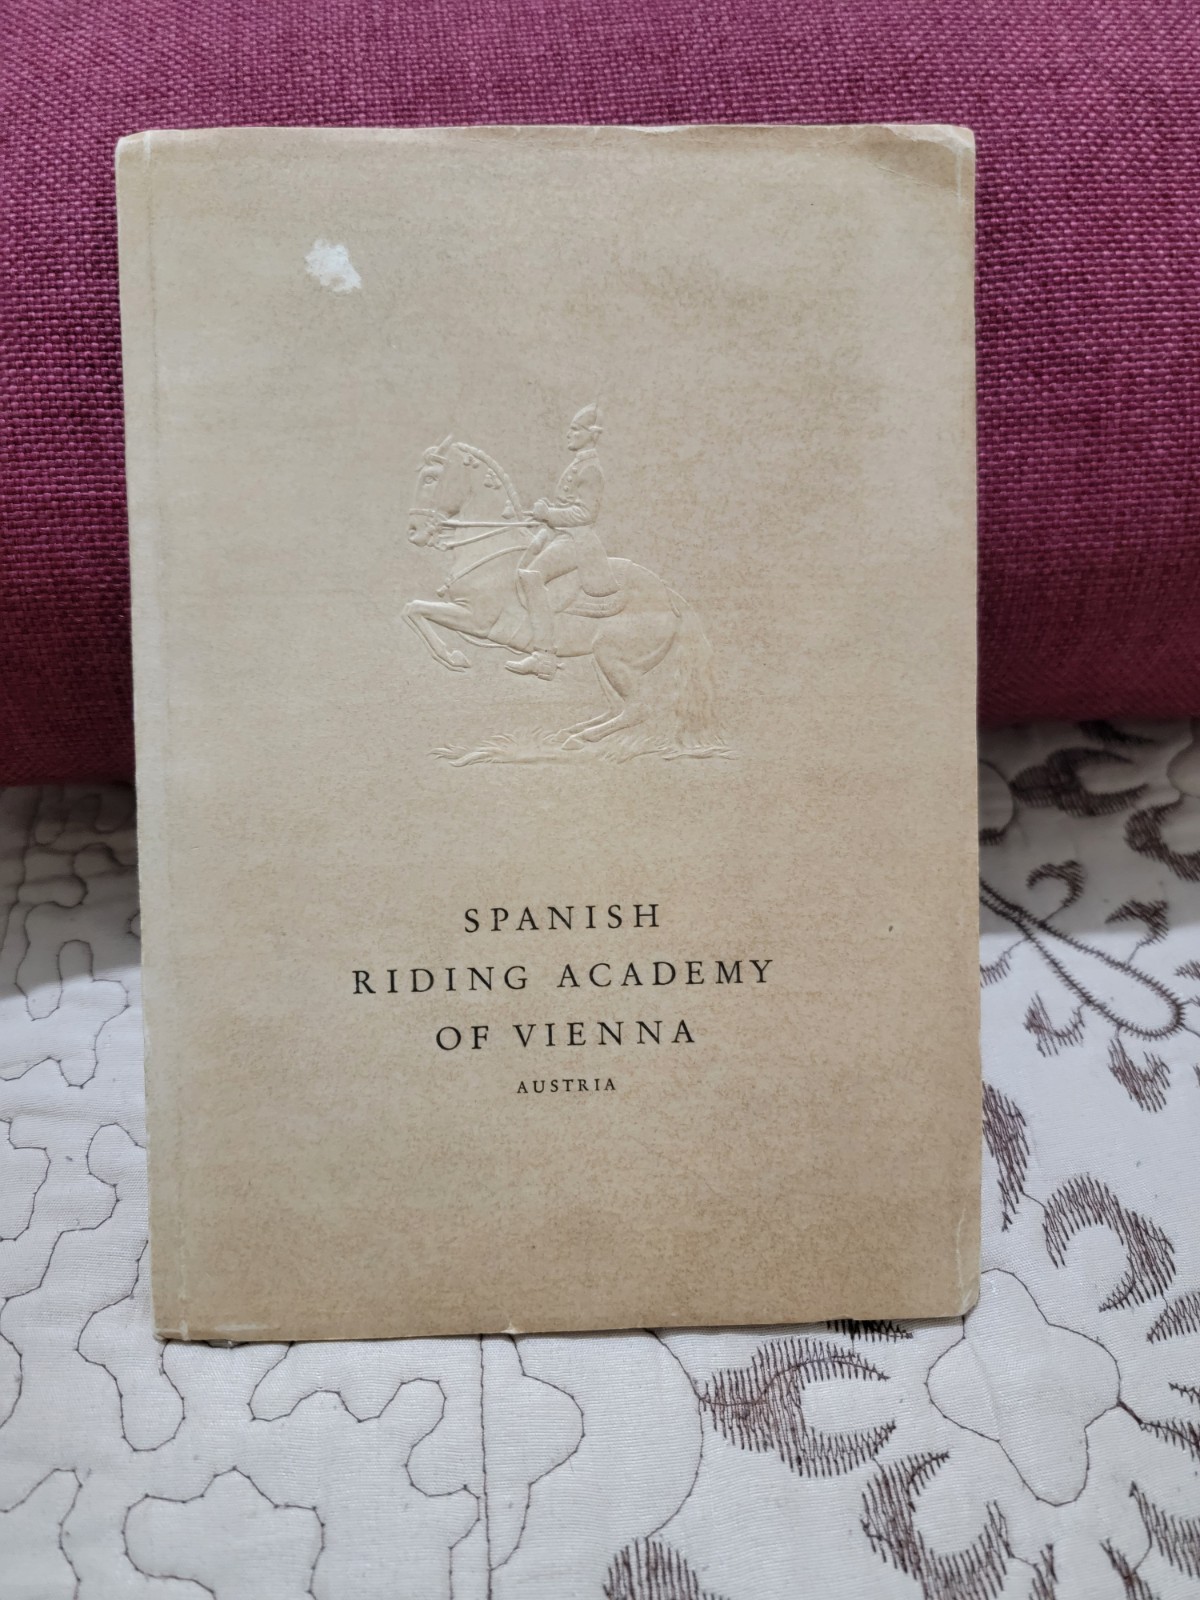 SPANISH
RIDING ACADEMY
OF VIENNA
AUSTRIA